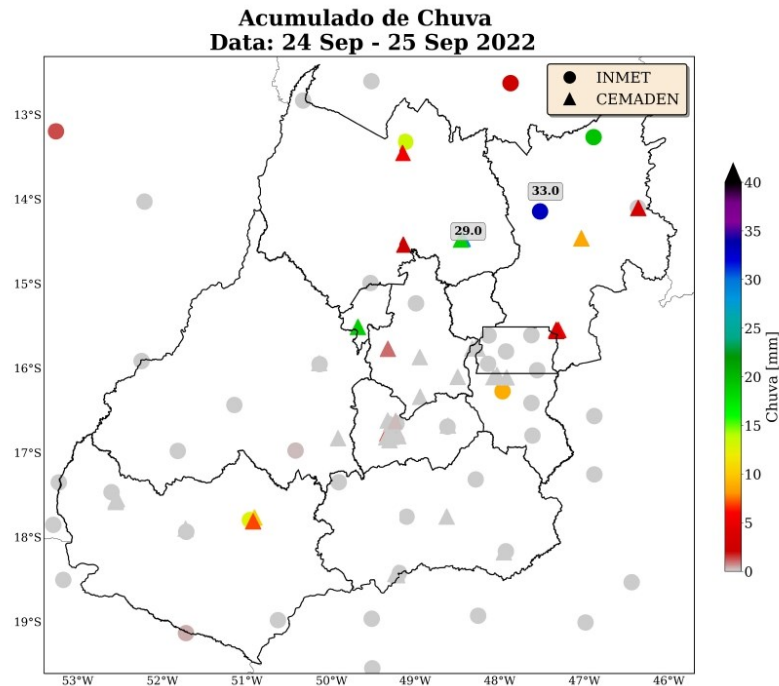 Acumulado de Chuva
Data: 24 Sep - 25 Sep 2022
INMET
CEMADEN
13°S
14°S
15°S
16°S
17°S
18°S
19°S
33.0
29.0
40
35
30
25
20
15
10
5
0
Chuva [mm]
53°W 52°W 51°W 50°W 49°W 48°W 47°W 46°W